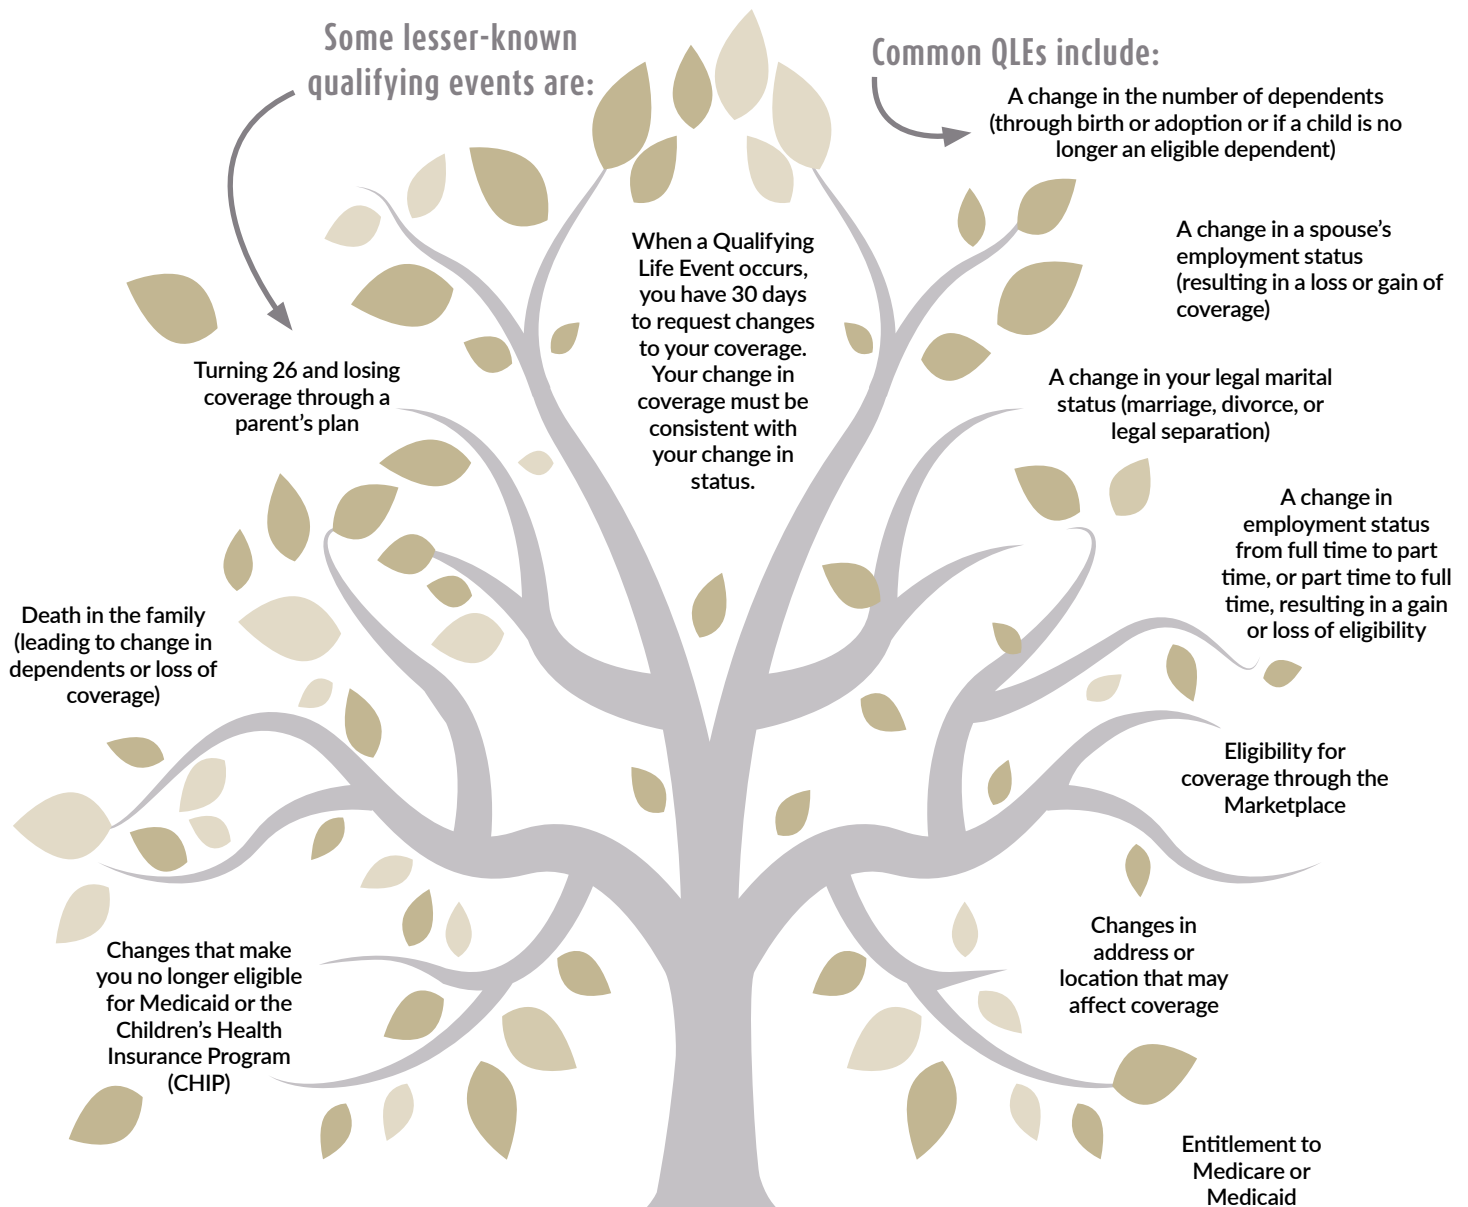 Some lesser-known
qualifying events are:
Turning 26 and losing
coverage through a
parent’s plan
Death in the family
(leading to change in
dependents or loss of
coverage)
Changes that make
you no longer eligible
for Medicaid or the
Children’s Health
Insurance Program
(CHIP)
When a Qualifying
Life Event occurs,
you have 30 days
to request changes
to your coverage.
Your change in
coverage must be
consistent with
your change in
status.
Common QLEs include:
A change in the number of dependents
(through birth or adoption or if a child is no
longer an eligible dependent)
A change in a spouse’s
employment status
(resulting in a loss or gain of
coverage)
A change in your legal marital
status (marriage, divorce, or
legal separation)
A change in
employment status
from full time to part
time, or part time to full
time, resulting in a gain
or loss of eligibility
Eligibility for
coverage through the
Marketplace
Changes in
address or
location that may
affect coverage
Entitlement to
Medicare or
Medicaid